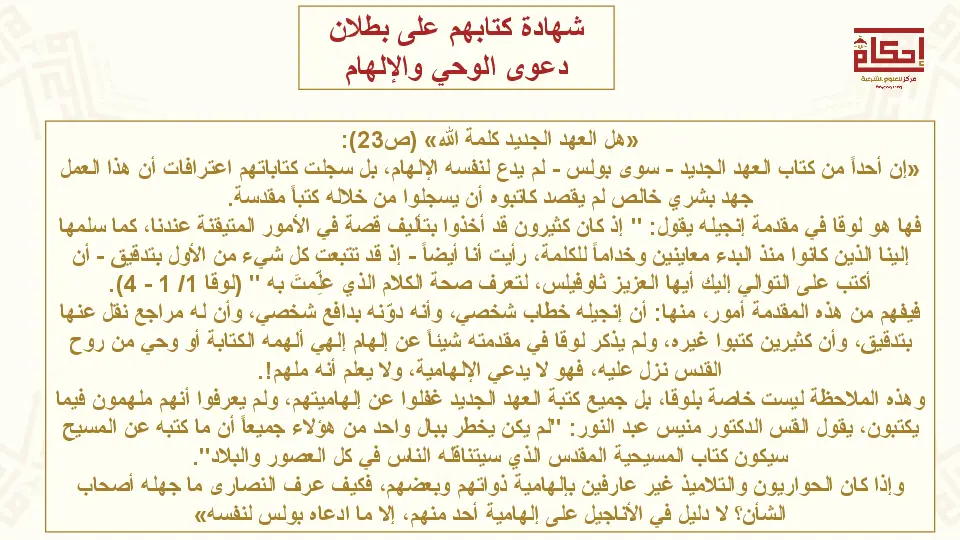 شهادة كتابهم على بطلان
دعوى الوحي والإلهام
إحكام
مركز للعلوم الشرعية
«هل العهد الجديد كلمة الله» (ص23):
«إن أحداً من كتاب العهد الجديد - سوى بولس - لم يدع لنفسه الإلهام، بل سجلت كتاباتهم اعترافات أن هذا العمل
جهد بشري خالص لم يقصد كاتبوه أن يسجلوا من خلاله كتباً مقدسة.
فها هو لوقا في مقدمة إنجيله يقول: " إذ كان كثيرون قد أخذوا بتأليف قصة في الأمور المتيقنة عندنا، كما سلمها
إلينا الذين كانوا منذ البدء معاينين وخداماً للكلمة، رأيت أنا أيضاً - إذ قد تتبعت كل شيء من الأول بتدقيق - أن
أكتب على التوالي إليك أيها العزيز ثاوفيلس، لتعرف صحة الكلام الذي علّمتَ به " (لوقا 1/ 1 - 4).
فيفهم من هذه المقدمة أمور، منها: أن إنجيله خطاب شخصي، وأنه دوّنه بدافع شخصي، وأن له مراجع نقل عنها
بتدقيق، وأن كثيرين كتبوا غيره، ولم يذكر لوقا في مقدمته شيئاً عن إلهام إلهي ألهمه الكتابة أو وحي من روح
القدس نزل عليه، فهو لا يدعي الإلهامية، ولا يعلم أنه ملهم!.
وهذه الملاحظة ليست خاصة بلوقا، بل جميع كتبة العهد الجديد غفلوا عن إلهاميتهم، ولم يعرفوا أنهم ملهمون فيما
يكتبون، يقول القس الدكتور منيس عبد النور: "لم يكن يخطر ببال واحد من هؤلاء جميعاً أن ما كتبه عن المسيح
سيكون كتاب المسيحية المقدس الذي سيتناقله الناس في كل العصور والبلاد".
وإذا كان الحواريون والتلاميذ غير عارفين بإلهامية ذواتهم وبعضهم، فكيف عرف النصارى ما جهله أصحاب
الشأن؟ لا دليل في الأناجيل على إلهامية أحد منهم، إلا ما ادعاه بولس لنفسه»